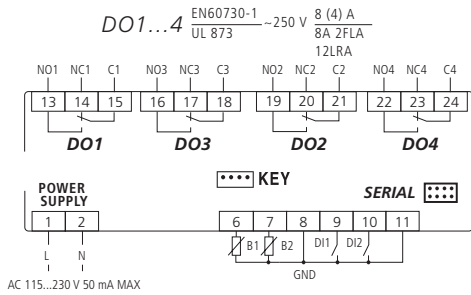 DO1...4 EN60730-1 ~250 V 8 (4) A
UL 873 8A 2FLA
12LRA
NO1 NC1 C1 NO3 NC3 C3 NO2 NC2 C2 NO4 NC4 C4
13 14 15 16 17 18 19 20 21 22 23 24
DO1 DO3 DO2 DO4
POWER SUPPLY
KEY
SERIAL
1 2 6 7 8 9 10 11
B1 B2 DI1 DI2
L N GND
AC 115...230 V 50 mA MAX